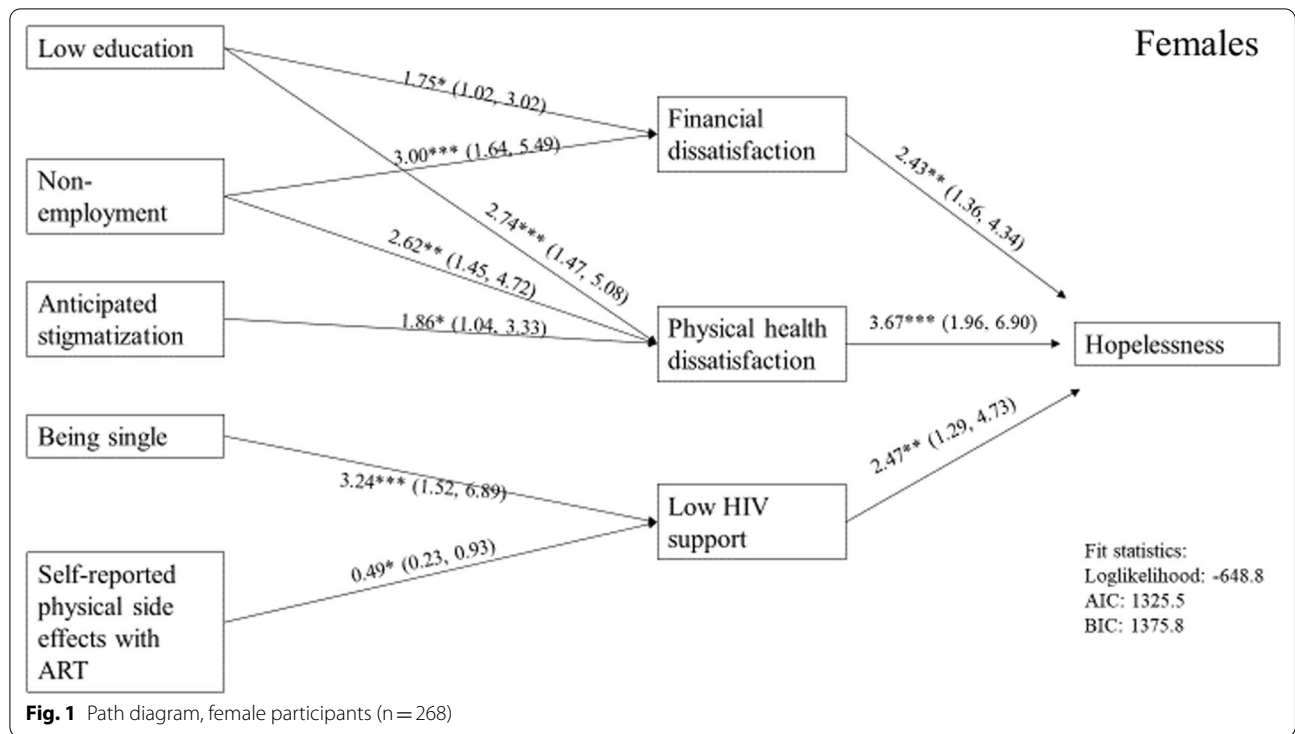 Females
Low education
Non-
employment
Anticipated
stigmatization
Being single
Self-reported
physical side
effects with
ART
1.75* (1.02, 3.02)
3.00*** (1.64, 5.49)
2.74*** (1.47, 5.08)
2.62** (1.45, 4.72)
1.86* (1.04, 3.33)
3.24*** (1.52, 6.89)
0.49* (0.23, 0.93)
Financial
dissatisfaction
Physical health
dissatisfaction
Low HIV
support
2.43** (1.36, 4.34)
3.67*** (1.96, 6.90)
2.47** (1.29, 4.73)
Hopelessness
Fit statistics:
Loglikelihood: -648.8
AIC: 1325.5
BIC: 1375.8
Fig. 1 Path diagram, female participants (n = 268)